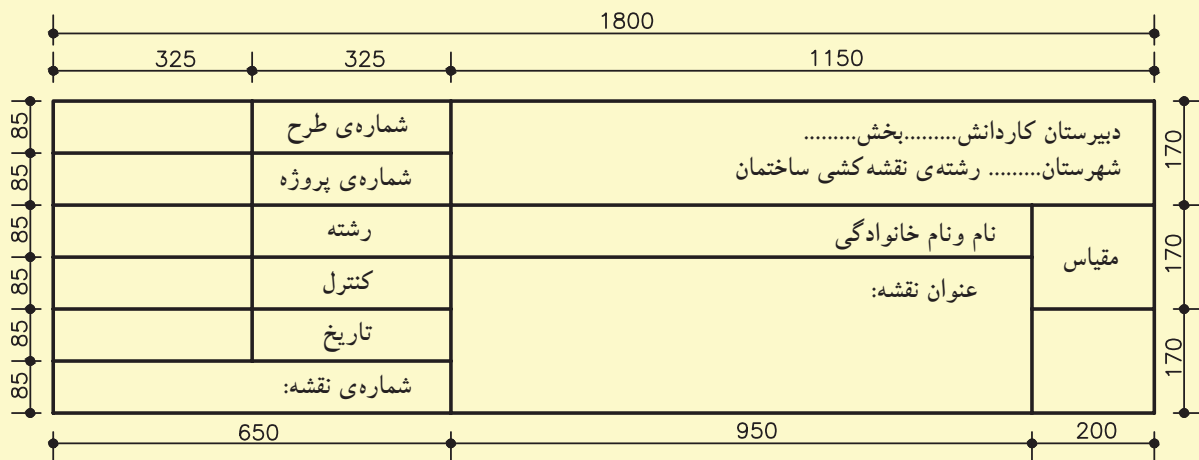 1800
325
325
1150
دبیرستان کاردانش.........بخش.........
شهرستان......... رشته‌ی نقشه‌کشی ساختمان
شماره‌ی طرح
شماره‌ی پروژه
رشته
کنترل
تاریخ
شماره‌ی نقشه:
نام ونام خانوادگی
عنوان نقشه:
مقیاس
85
85
85
85
85
85
170
170
170
650
950
200